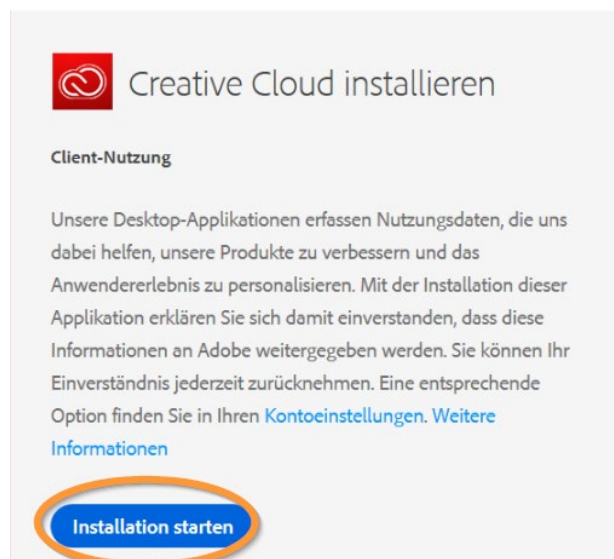 Creative Cloud installieren
Client-Nutzung
Unsere Desktop-Applikationen erfassen Nutzungsdaten, die uns
dabei helfen, unsere Produkte zu verbessern und das
Anwendererlebnis zu personalisieren. Mit der Installation dieser
Applikation erklären Sie sich damit einverstanden, dass diese
Informationen an Adobe weitergegeben werden. Sie können Ihr
Einverständnis jederzeit zurücknehmen. Eine entsprechende
Option finden Sie in Ihren Kontoeinstellungen. Weitere
Informationen
Installation starten